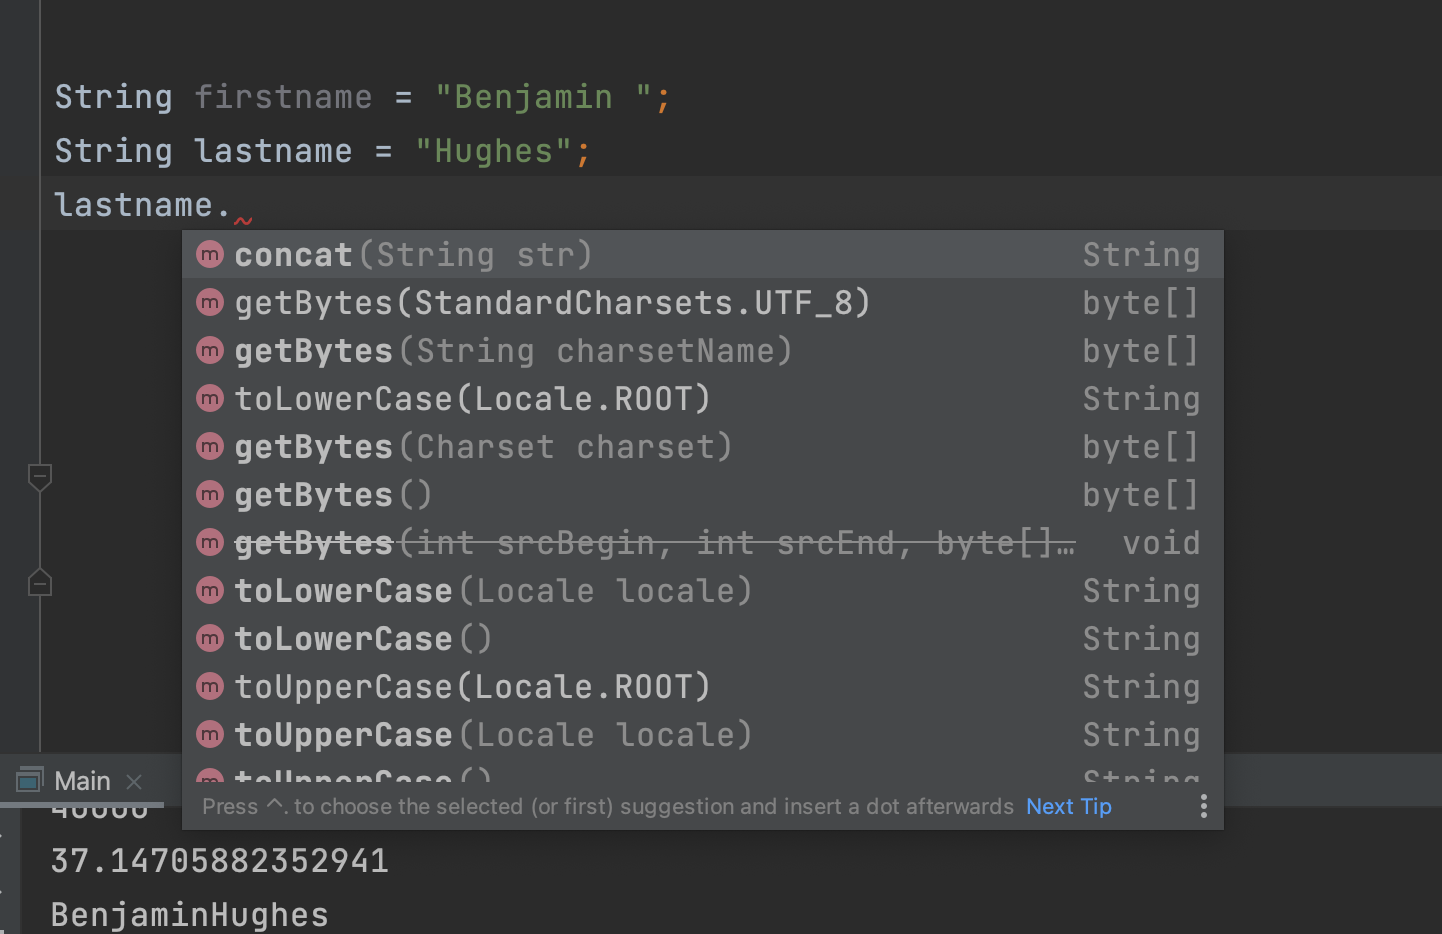 String firstname = "Benjamin ";
String lastname = "Hughes";
lastname.
m concat(String str) String
m getBytes(StandardCharsets.UTF_8) byte[]
m getBytes(String charsetName) byte[]
m toLowerCase(Locale.ROOT) String
m getBytes(Charset charset) byte[]
m getBytes() byte[]
m getBytes(int srcBegin, int srcEnd, byte[]… void
m toLowerCase(Locale locale) String
m toLowerCase() String
m toUpperCase(Locale.ROOT) String
m toUpperCase(Locale locale) String
m toUpperCase() String
Press ^. to choose the selected (or first) suggestion and insert a dot afterwards Next Tip
Main
37.14705882352941
BenjaminHughes